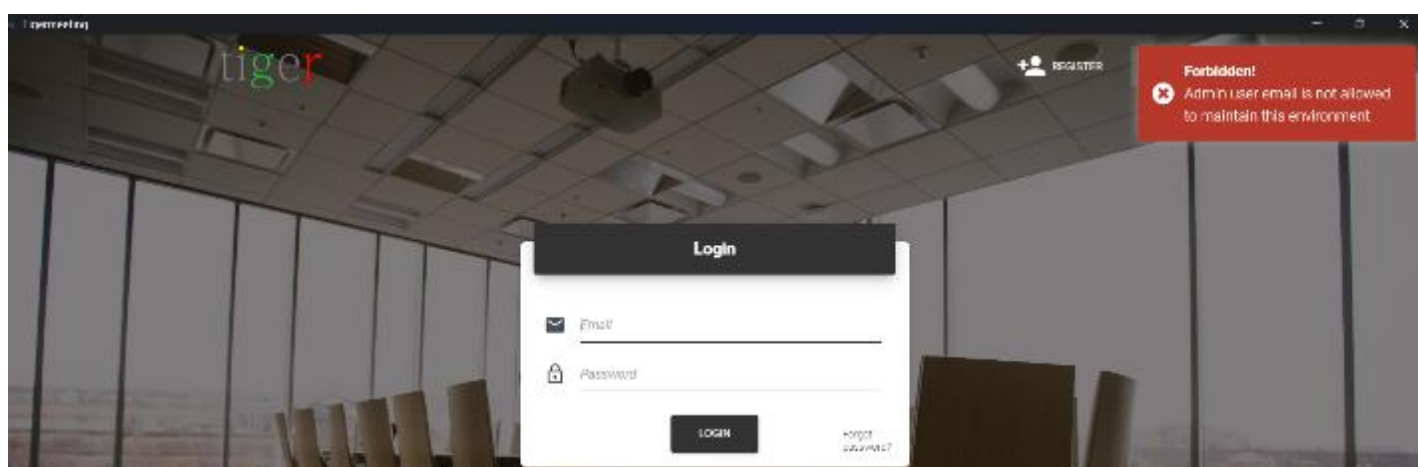 Tigermeeting
tiger
REGISTER
Forbidden!
Admin user email is not allowed
to maintain this environment
Login
Email
Password
LOGIN
Forgot
password?